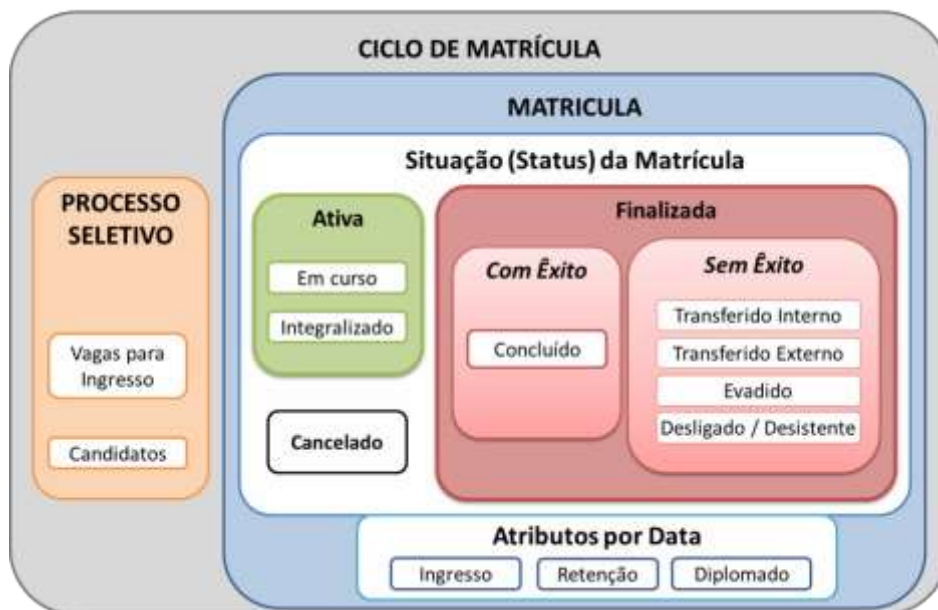 CICLO DE MATRÍCULA
MATRICULA
Situação (Status) da Matrícula
PROCESSO
SELETIVO
Vagas para
Ingresso
Candidatos
Ativa
Em curso
Integralizado
Cancelado
Finalizada
Com Êxito
Concluído
Sem Êxito
Transferido Interno
Transferido Externo
Evadido
Desligado / Desistente
Atributos por Data
Ingresso
Retenção
Diplomado